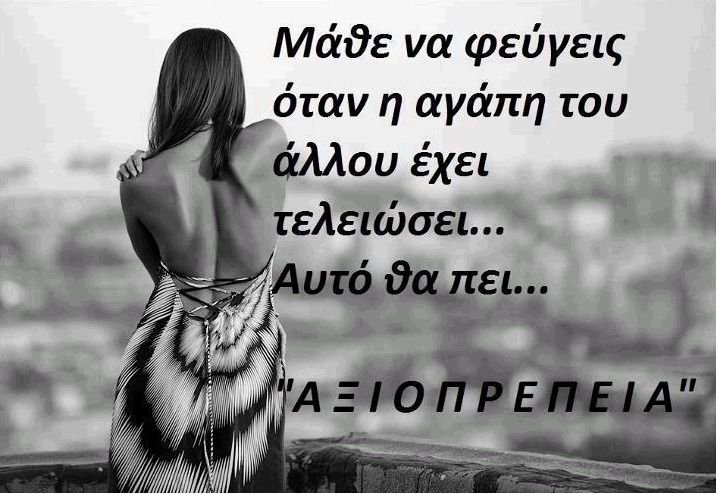 Μάθε να φεύγεις
όταν η αγάπη του
άλλου έχει
τελειώσει...
Αυτό θα πει...
"ΑΞΙΟΠΡΕΠΕΙΑ"